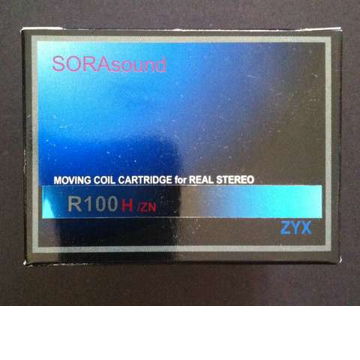 SORAsound
MOVING COIL CARTRIDGE for REAL STEREO
R100 H /ZN
ZYX